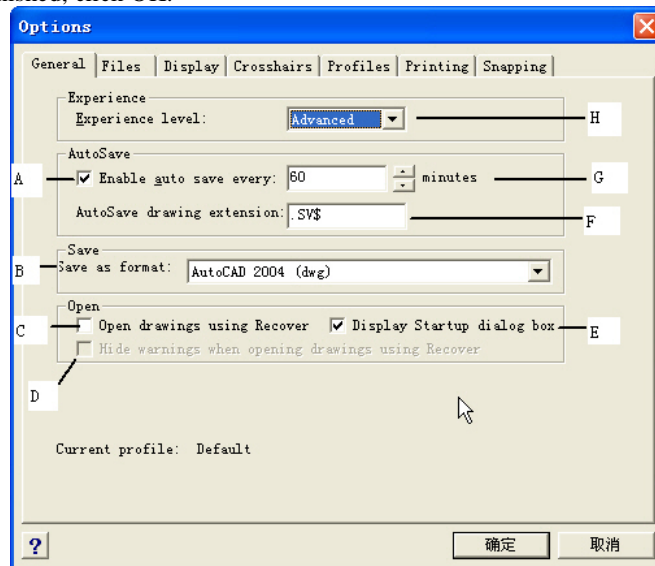 Options
General Files Display Crosshairs Profiles Printing Snapping
Experience
Experience level: Advanced H
AutoSave
A Enable auto save every: 60 minutes G
AutoSave drawing extension: .SV$ F
Save
B Save as format: AutoCAD 2004 (dwg)
Open
C Open drawings using Recover Display Startup dialog box E
Hide warnings when opening drawings using Recover
D
Current profile: Default
? 确定 取消